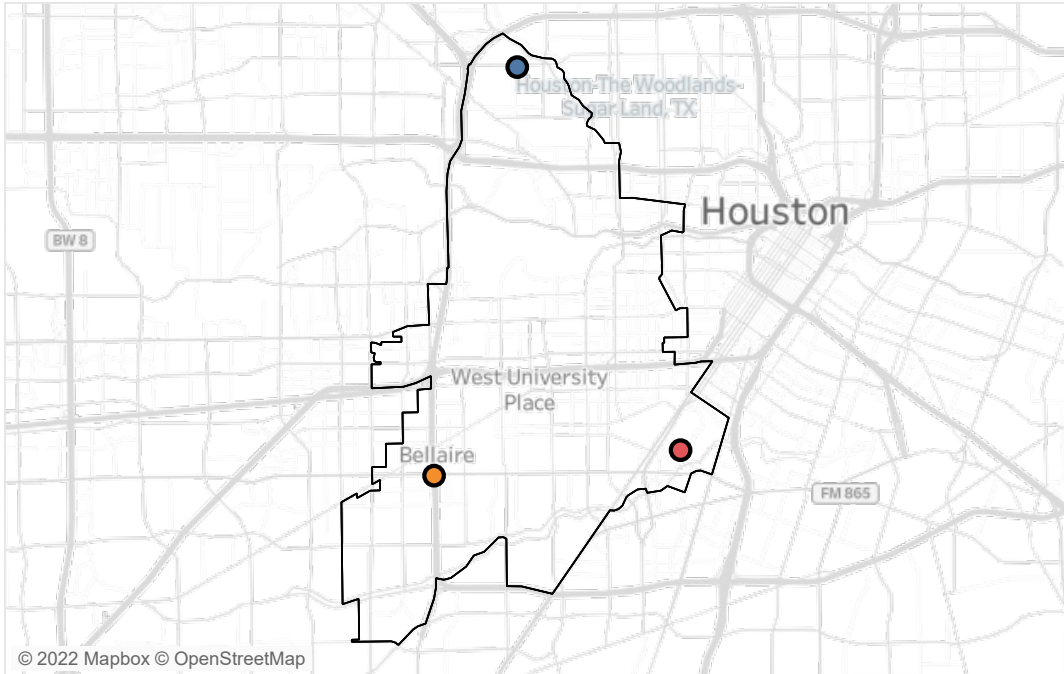 Houston-The Woodlands-
Sugar Land, TX
Houston
BW 8
West University
Place
Bellaire
FM 865
© 2022 Mapbox © OpenStreetMap